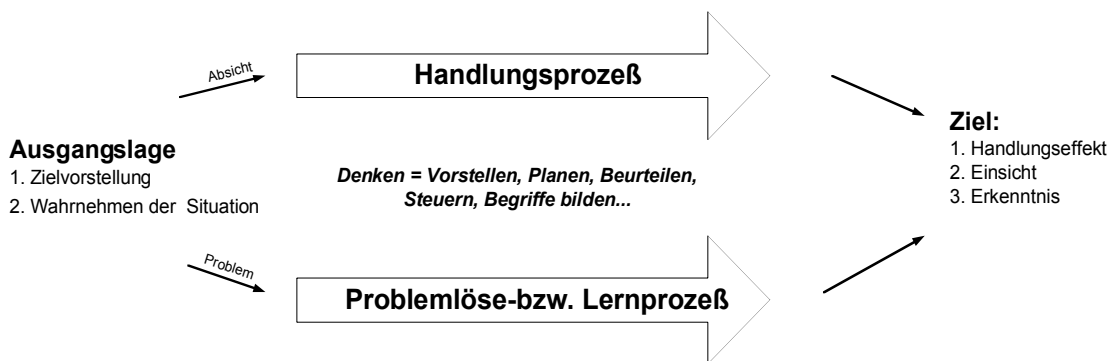 Absicht
Handlungsprozeß
Ausgangslage
1. Zielvorstellung
2. Wahrnehmen der Situation
Denken = Vorstellen, Planen, Beurteilen,
Steuern, Begriffe bilden...
Ziel:
1. Handlungseffekt
2. Einsicht
3. Erkenntnis
Problem
Problemlöse-bzw. Lernprozeß